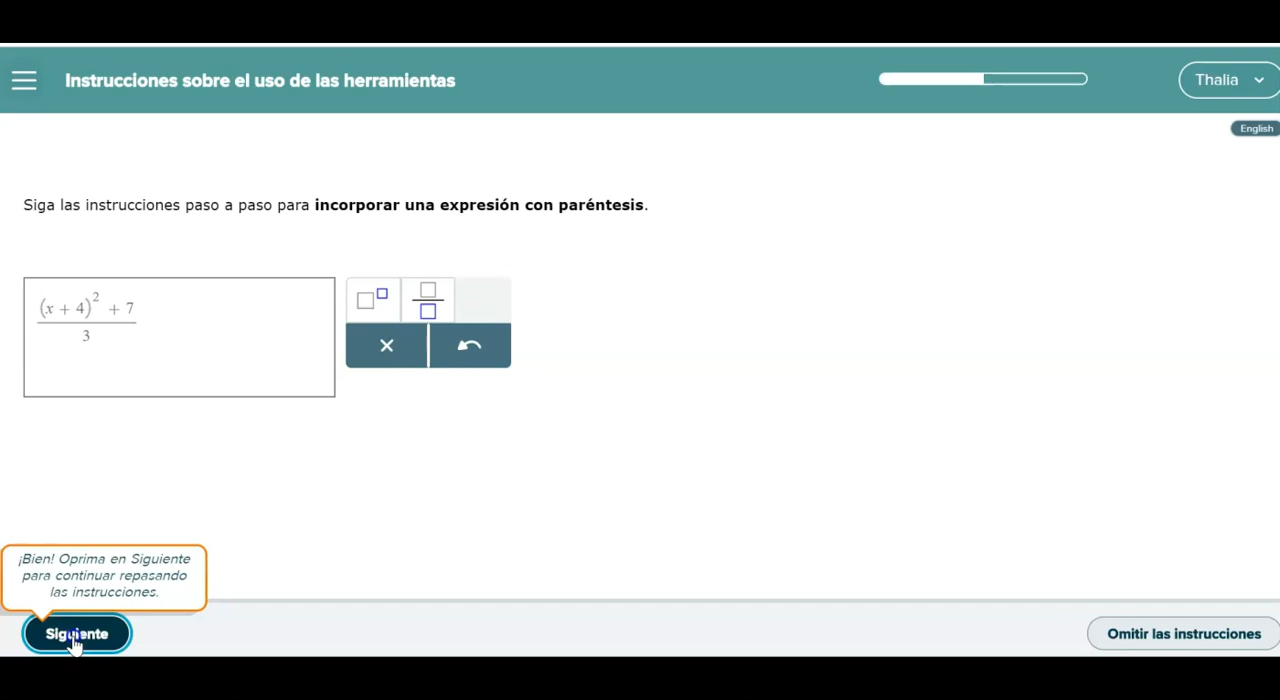 Instrucciones sobre el uso de las herramientas
Thalia
English
Siga las instrucciones paso a paso para incorporar una expresión con paréntesis.
(x + 4)² + 7
3
¡Bien! Oprima en Siguiente
para continuar repasando
las instrucciones.
Siguiente
Omitir las instrucciones